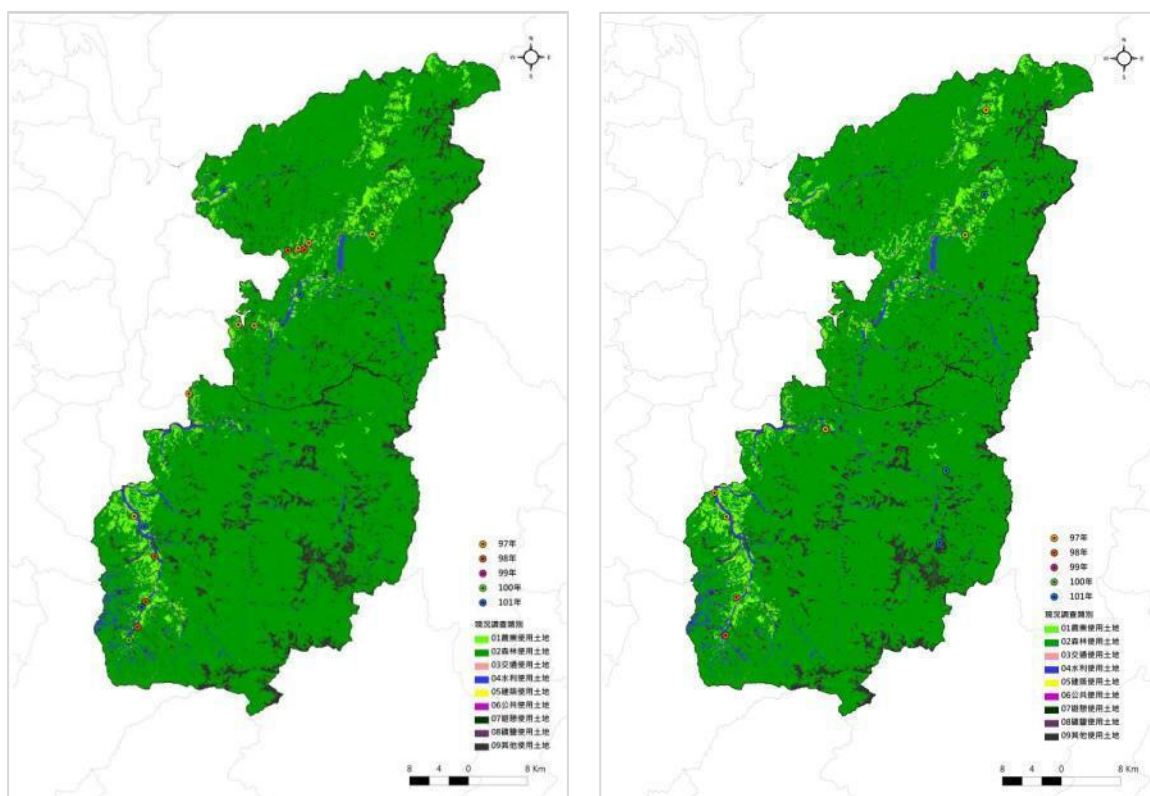 N
W E
S
97年
98年
99年
100年
101年
現況調查類別
01農業使用土地
02森林使用土地
03交通使用土地
04水利使用土地
05建築使用土地
06公共使用土地
07遊憩使用土地
08礦鹽使用土地
09其他使用土地
8 4 0 8 Km
N
W E
S
97年
98年
99年
100年
101年
現況調查類別
01農業使用土地
02森林使用土地
03交通使用土地
04水利使用土地
05建築使用土地
06公共使用土地
07遊憩使用土地
08礦鹽使用土地
09其他使用土地
8 4 0 8 Km